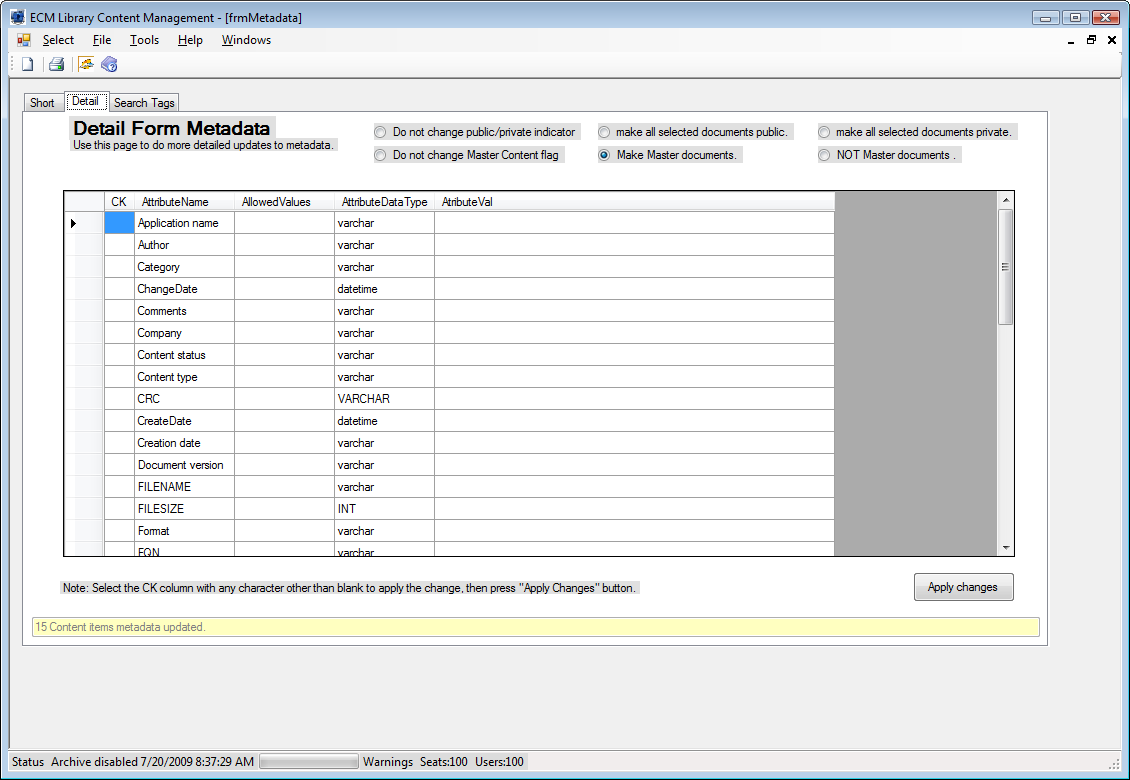 ECM Library Content Management - [frmMetadata]
Select File Tools Help Windows
Short Detail Search Tags
Detail Form Metadata
Use this page to do more detailed updates to metadata.
Do not change public/private indicator make all selected documents public. make all selected documents private.
Do not change Master Content flag Make Master documents. NOT Master documents .
CK AttributeName AllowedValues AttributeDataType AtributeVal
Application name varchar
Author varchar
Category varchar
ChangeDate datetime
Comments varchar
Company varchar
Content status varchar
Content type varchar
CRC VARCHAR
CreateDate datetime
Creation date varchar
Document version varchar
FILENAME varchar
FILESIZE INT
Format varchar
FQN varchar
Note: Select the CK column with any character other than blank to apply the change, then press "Apply Changes" button.
Apply changes
15 Content items metadata updated.
Status Archive disabled 7/20/2009 8:37:29 AM Warnings Seats:100 Users:100